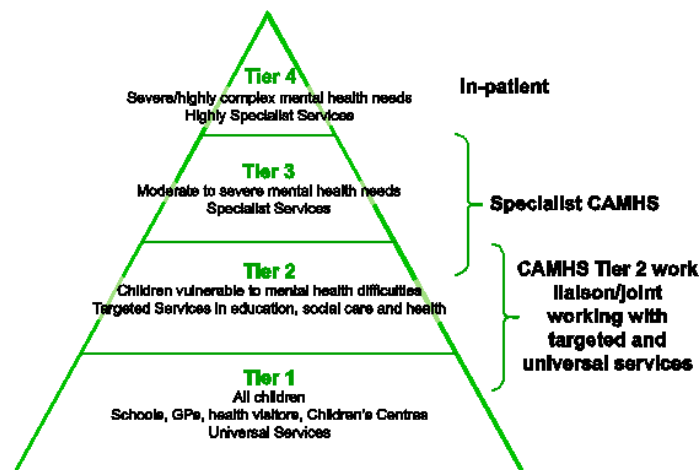 Tier 4
Severe/highly complex mental health needs
Highly Specialist Services
In-patient
Tier 3
Moderate to severe mental health needs
Specialist Services
Specialist CAMHS
Tier 2
Children vulnerable to mental health difficulties
Targeted Services in education, social care and health
CAMHS Tier 2 work
liaison/joint
working with
targeted and
universal services
Tier 1
All children
Schools, GPs, health visitors, Children's Centres
Universal Services